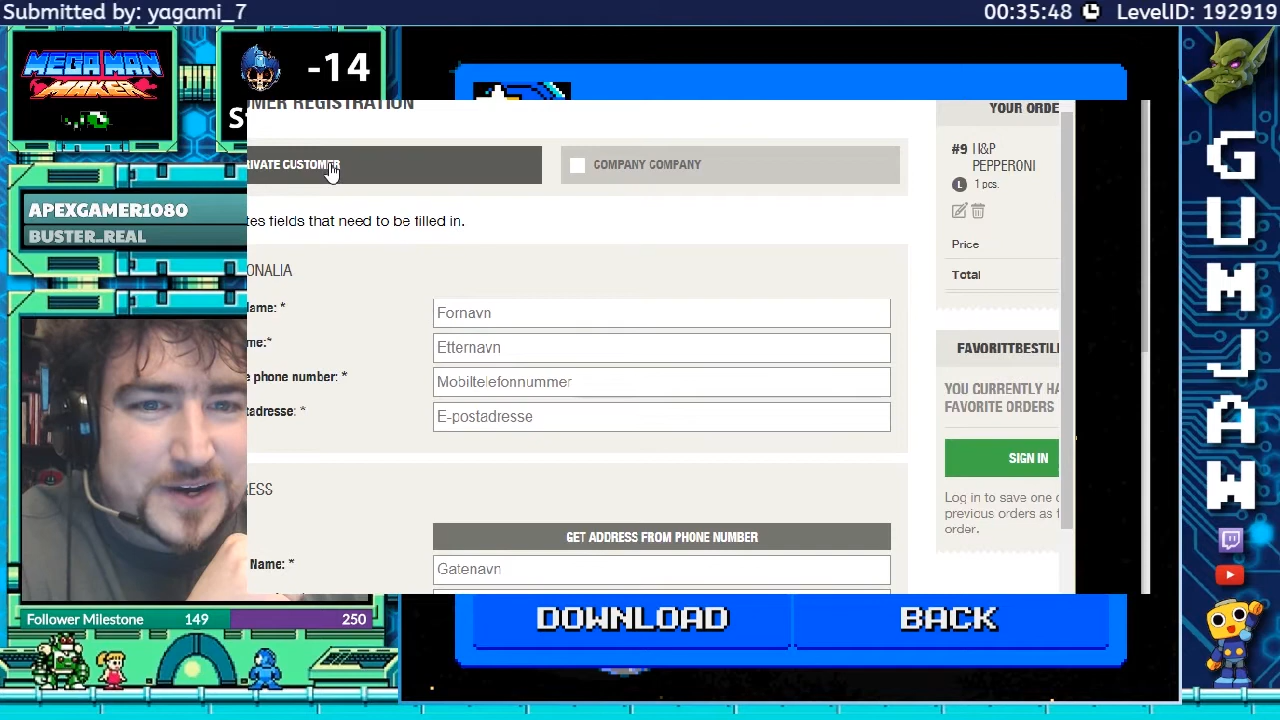 Submitted by: yagami_7
00:35:48
LevelID: 192919
MEGA MAN
MAKER
-14
S
APEXGAMER1080
BUSTER_REAL
OMER REGISTRATION
RIVATE CUSTOMER
COMPANY COMPANY
tes fields that need to be filled in.
ONALIA
ame: *
Fornavn
me:*
Etternavn
e phone number: *
Mobiltelefonnummer
tadresse: *
E-postadresse
ESS
GET ADDRESS FROM PHONE NUMBER
Name: *
Gatenavn
YOUR ORDE
#9 H&P
PEPPERONI
L 1 pcs.
Price
Total
FAVORITTBESTILL
YOU CURRENTLY HA
FAVORITE ORDERS
SIGN IN
Log in to save one o
previous orders as f
order.
Follower Milestone 149 250
DOWNLOAD
BACK
GUMJAW